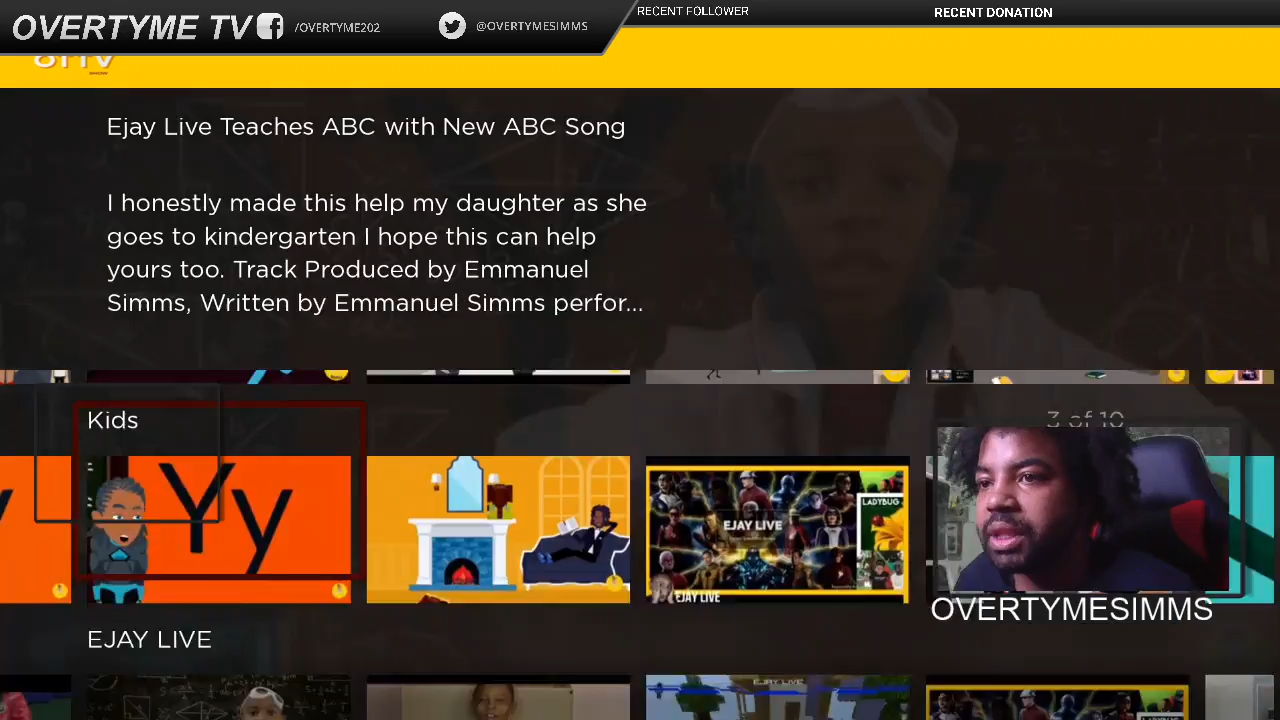 OVERTYME TV
/OVERTYME202
@OVERTYMESIMMS
RECENT FOLLOWER
RECENT DONATION
Ejay Live Teaches ABC with New ABC Song
I honestly made this help my daughter as she
goes to kindergarten I hope this can help
yours too. Track Produced by Emmanuel
Simms, Written by Emmanuel Simms perfor...
Kids
3 of 10
Yy
EJAY LIVE
LADYBUG
EJAY LIVE
OVERTYMESIMMS
EJAY LIVE
EJAY LIVE